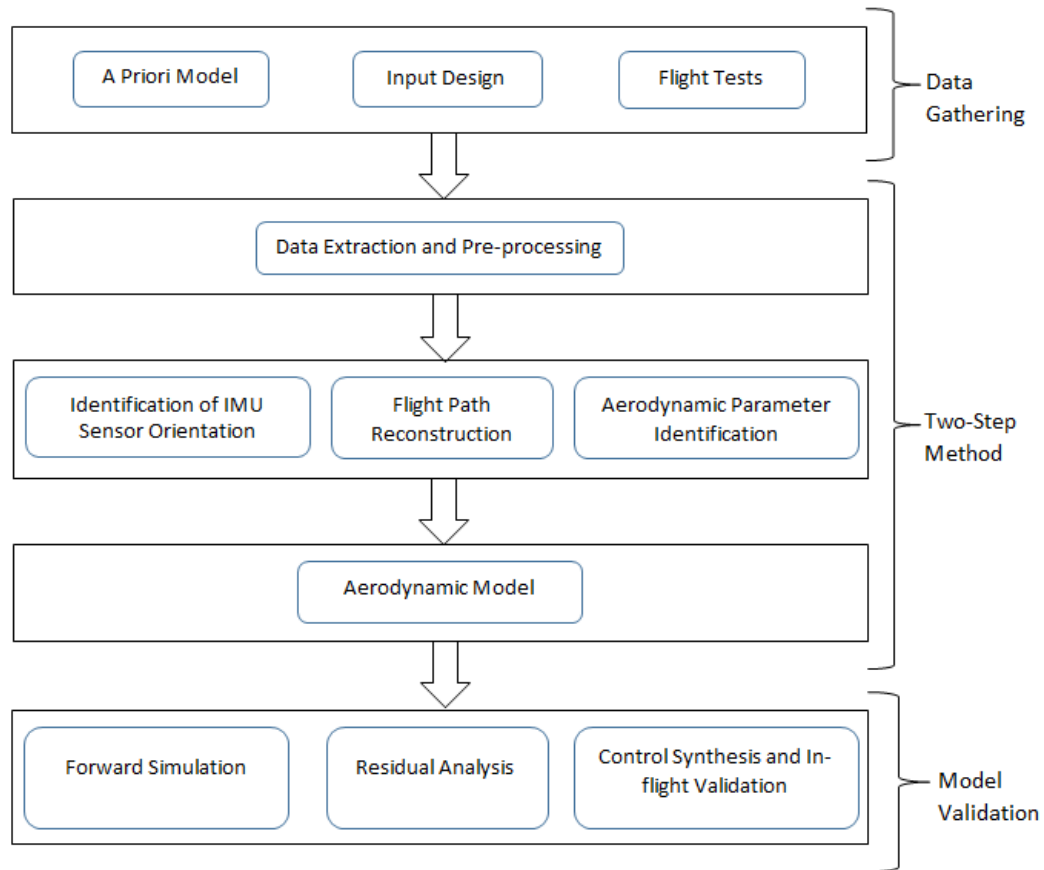 A Priori Model
Input Design
Flight Tests
Data
Gathering
Data Extraction and Pre-processing
Identification of IMU
Sensor Orientation
Flight Path
Reconstruction
Aerodynamic Parameter
Identification
Two-Step
Method
Aerodynamic Model
Forward Simulation
Residual Analysis
Control Synthesis and In-
flight Validation
Model
Validation